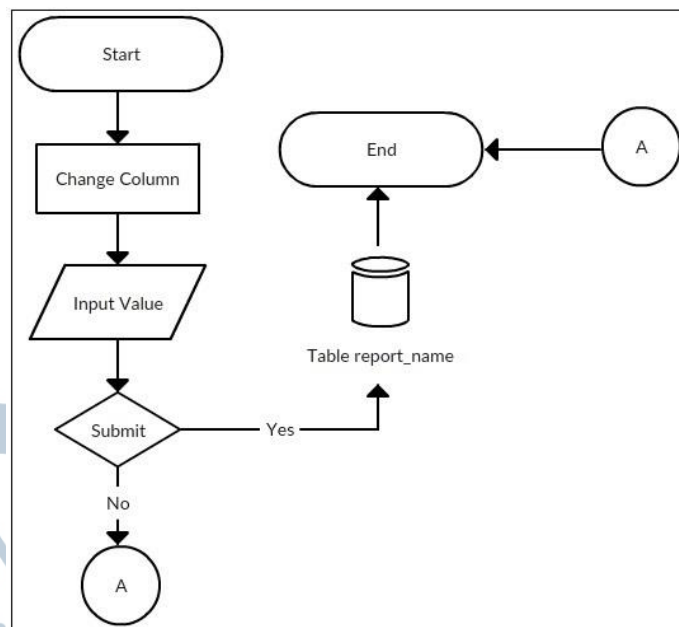 Start
Change Column
Input Value
Submit
Yes
No
A
End
A
Table report_name